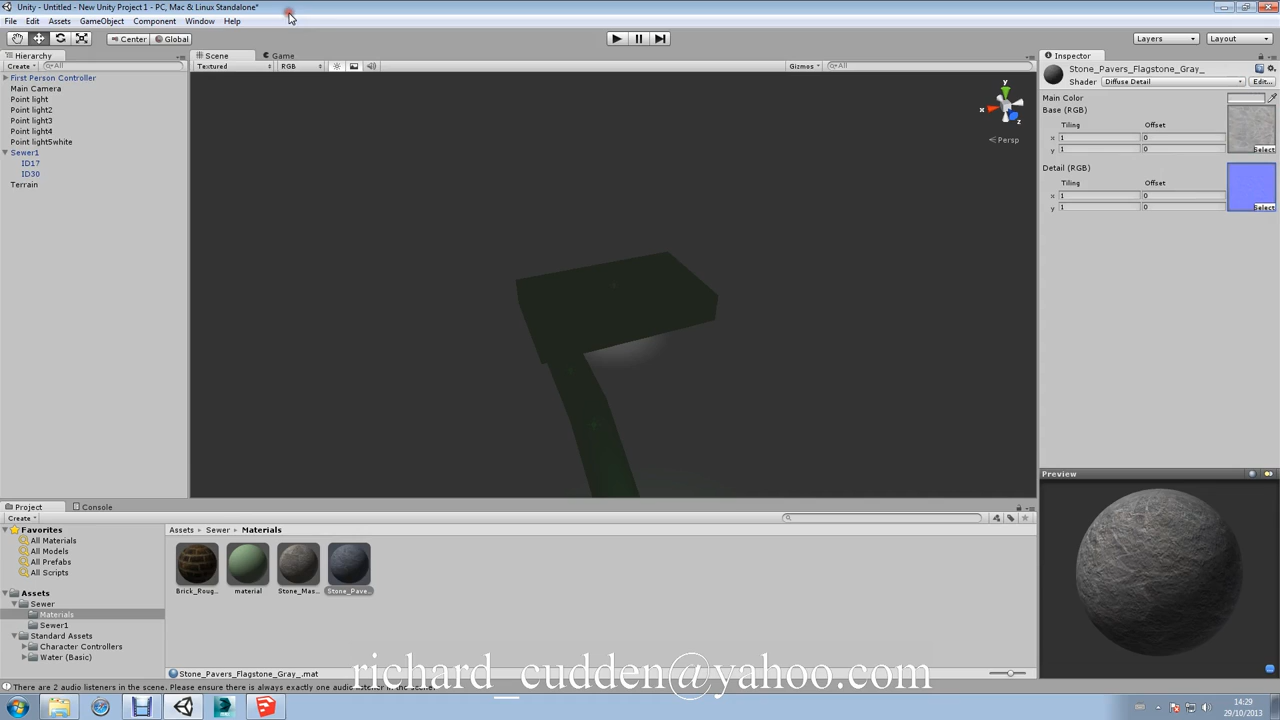 Unity - Untitled - New Unity Project 1 - PC, Mac & Linux Standalone*
File Edit Assets GameObject Component Window Help
Center Global Layers Layout
Hierarchy Scene Game Inspector
Create All Textured RGB Gizmos All
Stone_Pavers_Flagstone_Gray_
Shader Diffuse Detail Edit...
First Person Controller
Main Camera
Point light
Point light2
Point light3
Point light4
Point light5white
Sewer1
ID17
ID30
Terrain
y
x
z
Persp
Main Color
Base (RGB)
Tiling Offset
x 1 0
y 1 0
Select
Detail (RGB)
Tiling Offset
x 1 0
y 1 0
Select
Preview
Project Console
Create
Favorites
All Materials
All Models
All Prefabs
All Scripts
Assets
Sewer
Materials
Sewer1
Standard Assets
Character Controllers
Water (Basic)
Assets Sewer Materials
Brick_Roug... material Stone_Mas... Stone_Pave...
Stone_Pavers_Flagstone_Gray_.mat
richard_cudden@yahoo.com
There are 2 audio listeners in the scene. Please ensure there is always exactly one audio listener in the scene.
14:29
29/10/2013